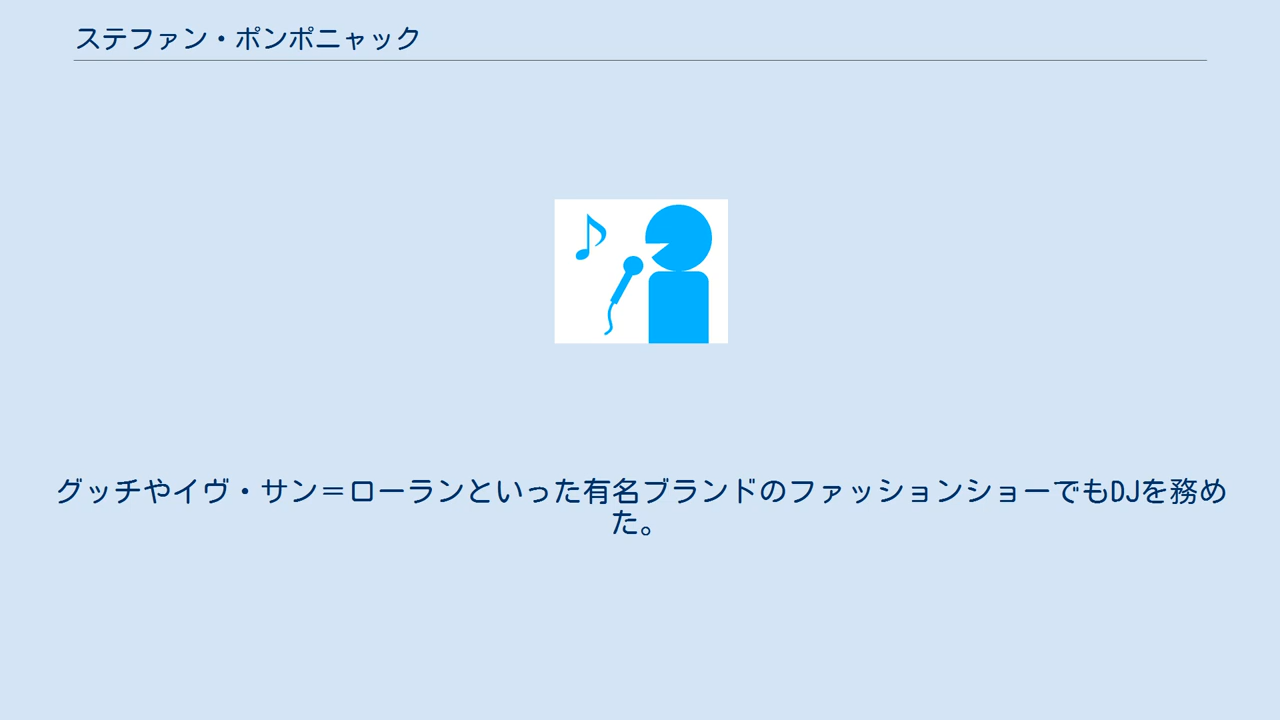 ステファン・ポンポニャック
グッチやイヴ・サン＝ローランといった有名ブランドのファッションショーでもDJを務め
た。